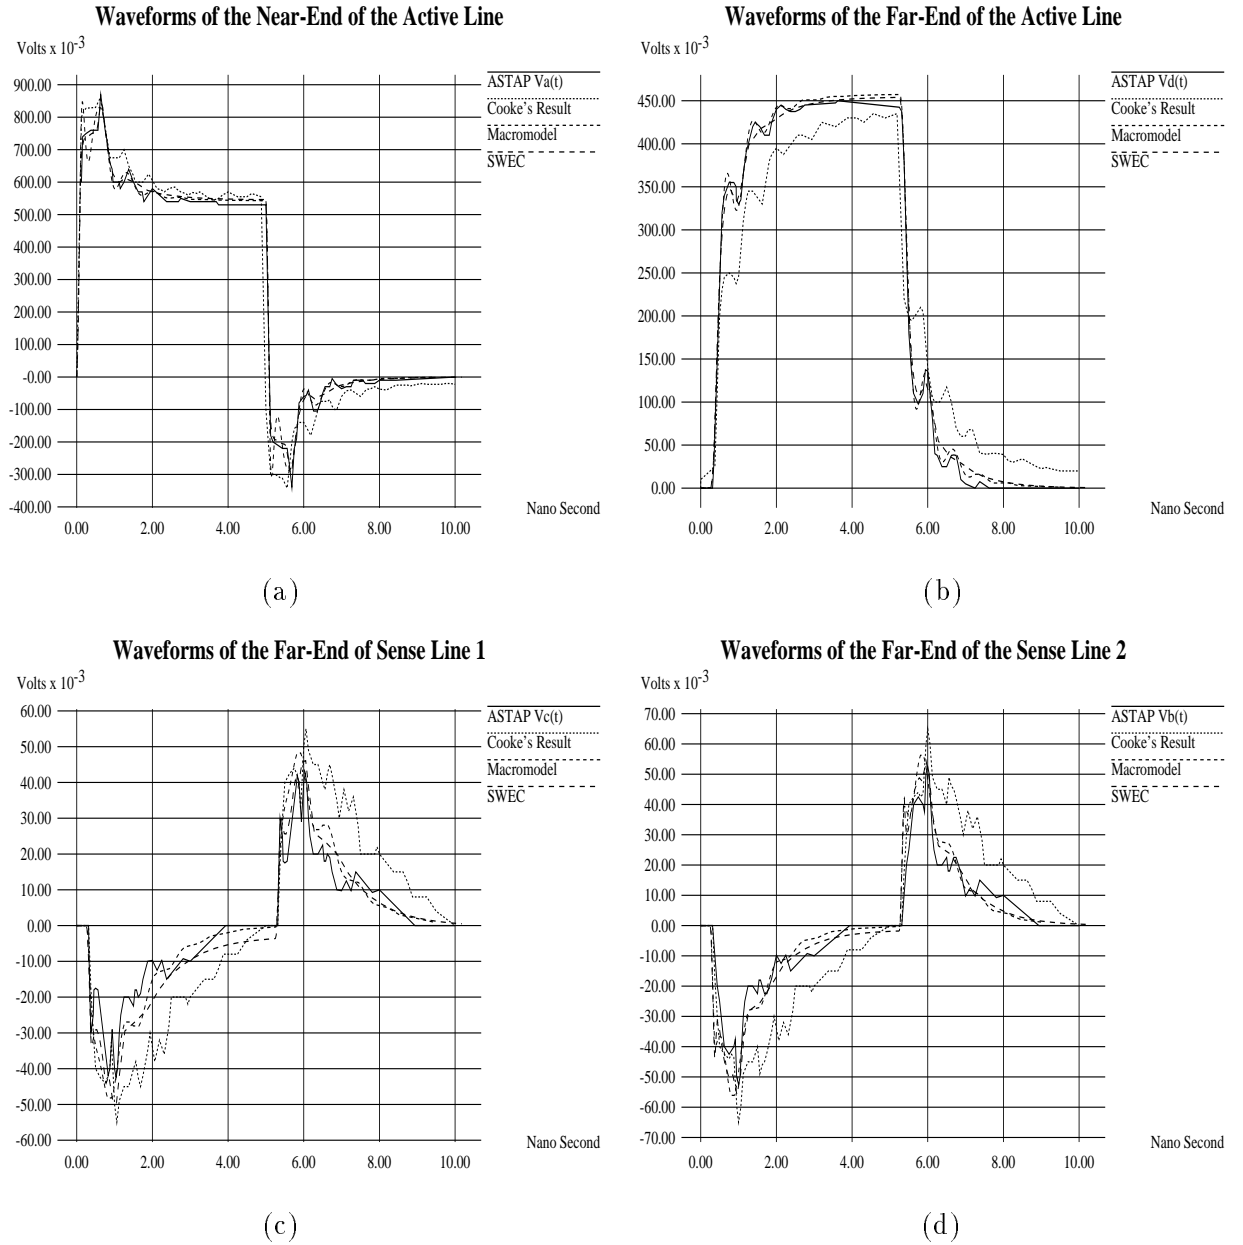 Waveforms of the Near-End of the Active Line
Volts x 10-3
900.00
800.00
700.00
600.00
500.00
400.00
300.00
200.00
100.00
-0.00
-100.00
-200.00
-300.00
-400.00
0.00 2.00 4.00 6.00 8.00 10.00
Nano Second
ASTAP Va(t)
Cooke's Result
Macromodel
SWEC
(a)
Waveforms of the Far-End of the Active Line
Volts x 10-3
450.00
400.00
350.00
300.00
250.00
200.00
150.00
100.00
50.00
0.00
0.00 2.00 4.00 6.00 8.00 10.00
Nano Second
ASTAP Vd(t)
Cooke's Result
Macromodel
SWEC
(b)
Waveforms of the Far-End of Sense Line 1
Volts x 10-3
60.00
50.00
40.00
30.00
20.00
10.00
0.00
-10.00
-20.00
-30.00
-40.00
-50.00
-60.00
0.00 2.00 4.00 6.00 8.00 10.00
Nano Second
ASTAP Vc(t)
Cooke's Result
Macromodel
SWEC
(c)
Waveforms of the Far-End of the Sense Line 2
Volts x 10-3
70.00
60.00
50.00
40.00
30.00
20.00
10.00
0.00
-10.00
-20.00
-30.00
-40.00
-50.00
-60.00
-70.00
0.00 2.00 4.00 6.00 8.00 10.00
Nano Second
ASTAP Vb(t)
Cooke's Result
Macromodel
SWEC
(d)